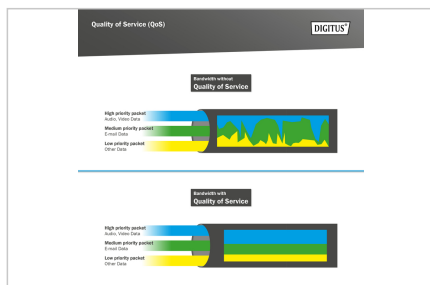 Quality of Service (QoS)
DIGITUS®
Bandwidth without
Quality of Service
High priority packet
Audio, Video Data
Medium priority packet
E-mail Data
Low priority packet
Other Data
Bandwidth with
Quality of Service
High priority packet
Audio, Video Data
Medium priority packet
E-mail Data
Low priority packet
Other Data